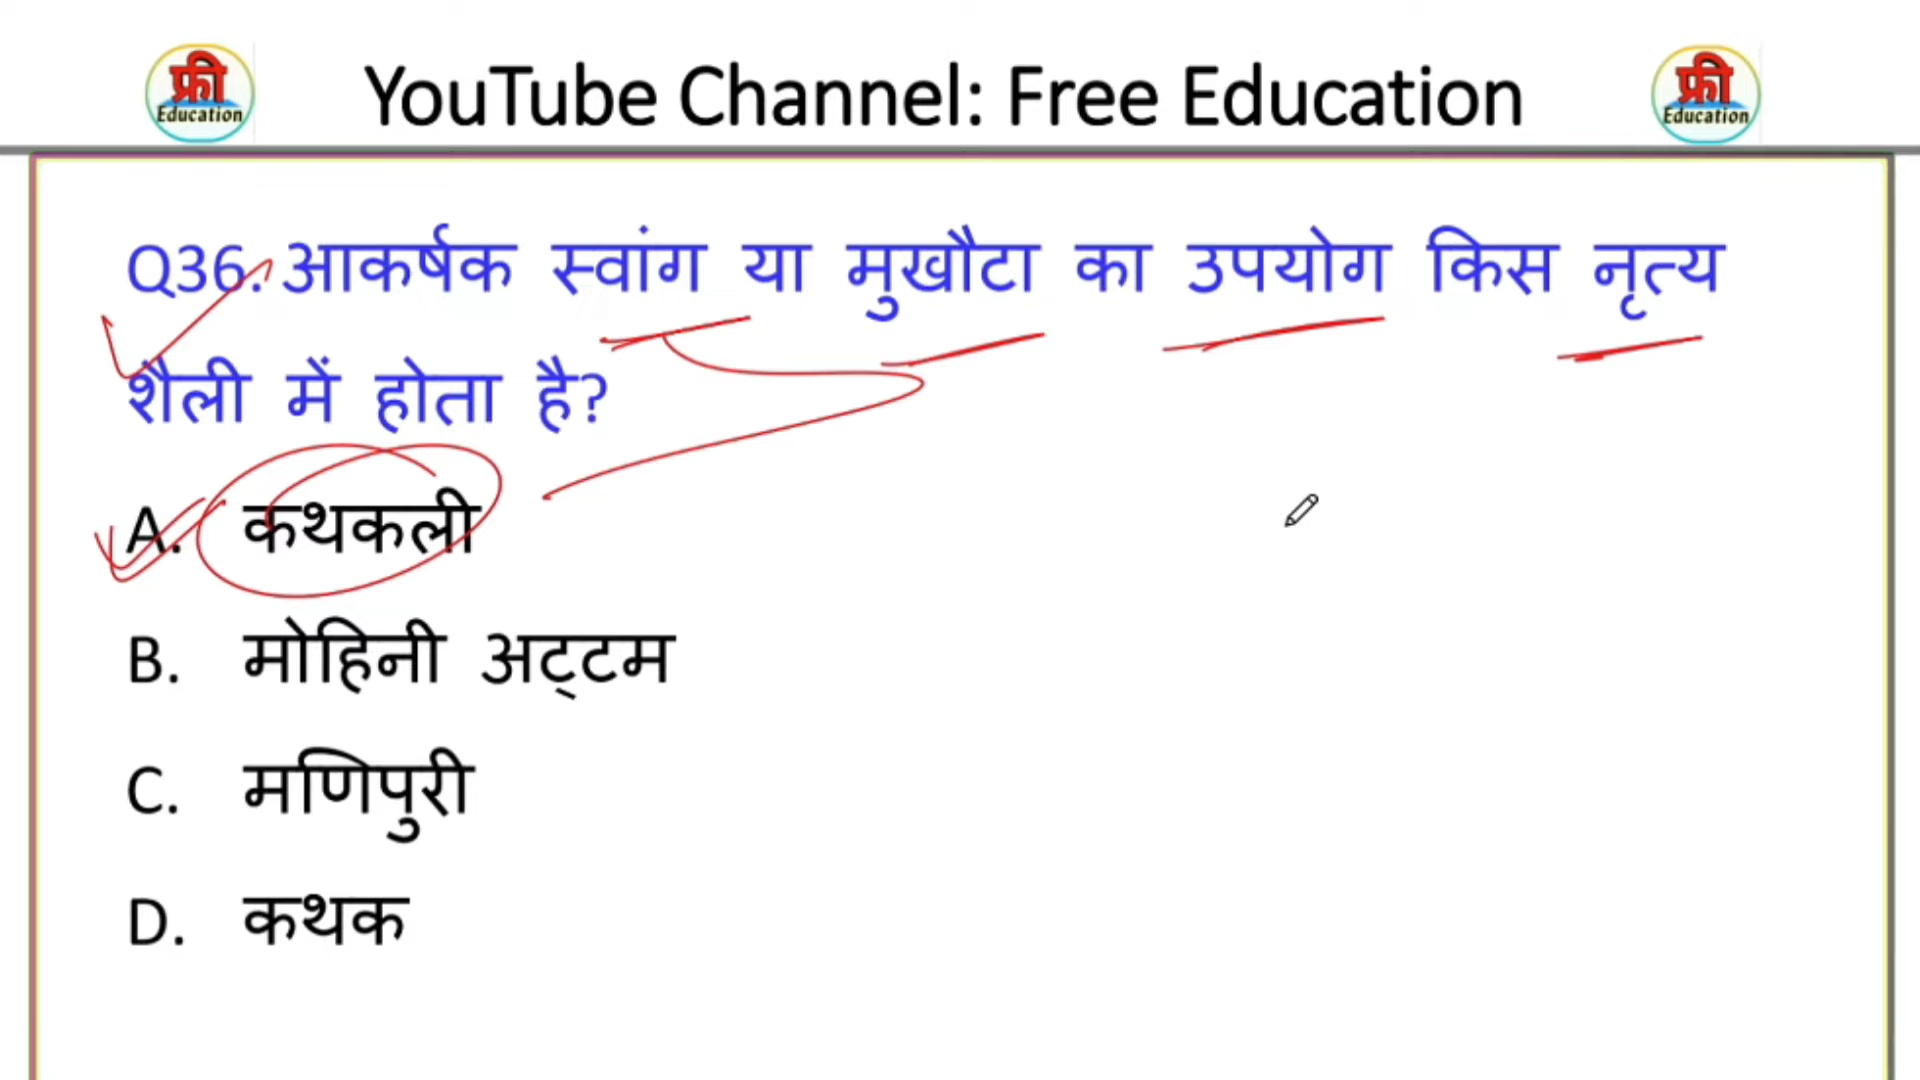 फ्री
Education
YouTube Channel: Free Education
फ्री
Education
Q36. आकर्षक स्वांग या मुखौटा का उपयोग किस नृत्य
शैली में होता है?
A. कथकली
B. मोहिनी अट्टम
C. मणिपुरी
D. कथक